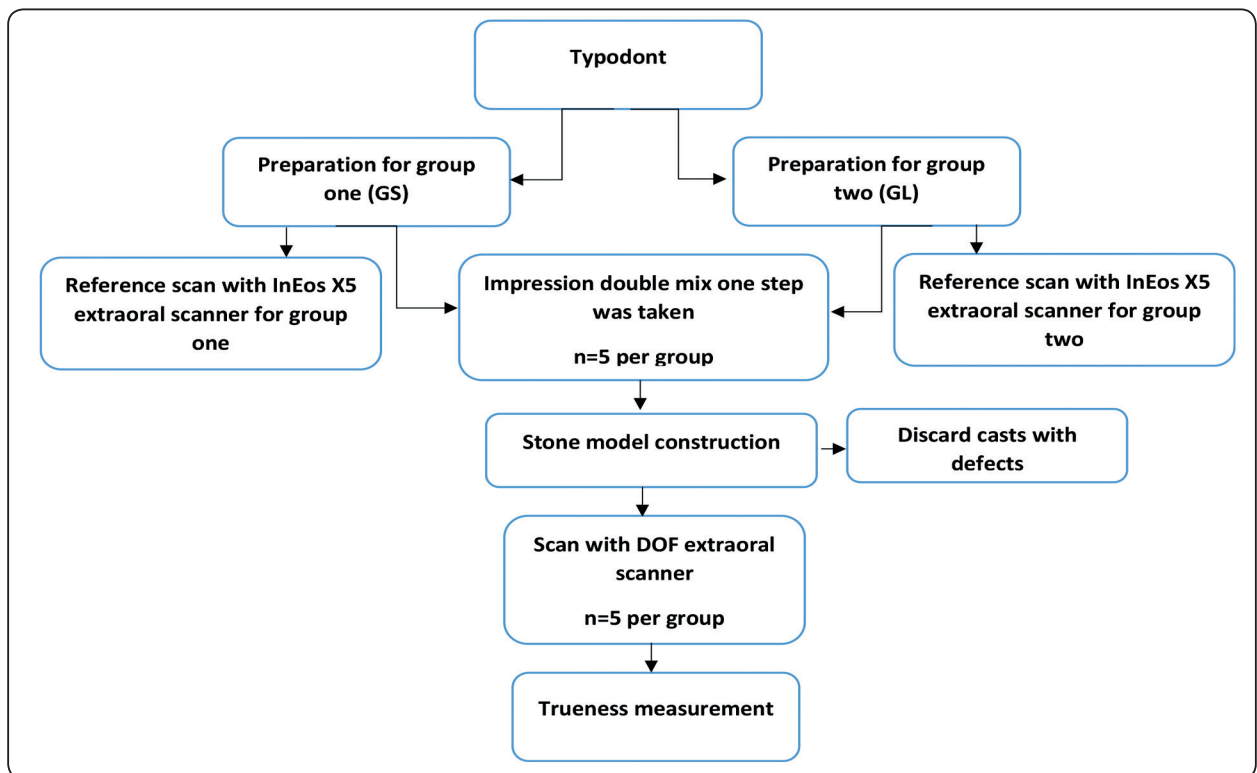 Typodont
Preparation for group
one (GS)
Preparation for group
two (GL)
Reference scan with InEos X5
extraoral scanner for group
one
Impression double mix one step
was taken
n=5 per group
Reference scan with InEos X5
extraoral scanner for group
two
Stone model construction
Discard casts with
defects
Scan with DOF extraoral
scanner
n=5 per group
Trueness measurement